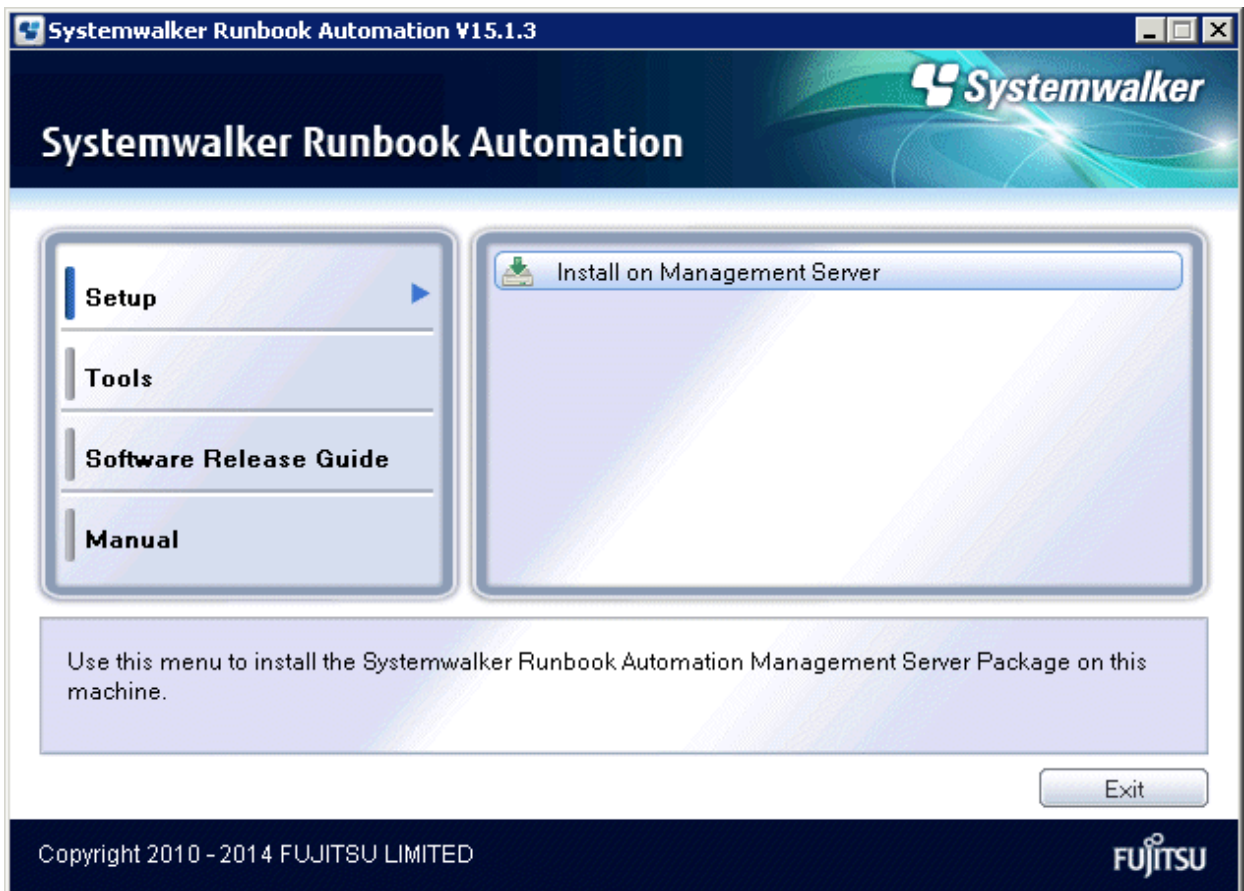 Systemwalker Runbook Automation V15.1.3
Systemwalker
Systemwalker Runbook Automation
Setup
Tools
Software Release Guide
Manual
Install on Management Server
Use this menu to install the Systemwalker Runbook Automation Management Server Package on this
machine.
Exit
Copyright 2010 - 2014 FUJITSU LIMITED
FUJITSU